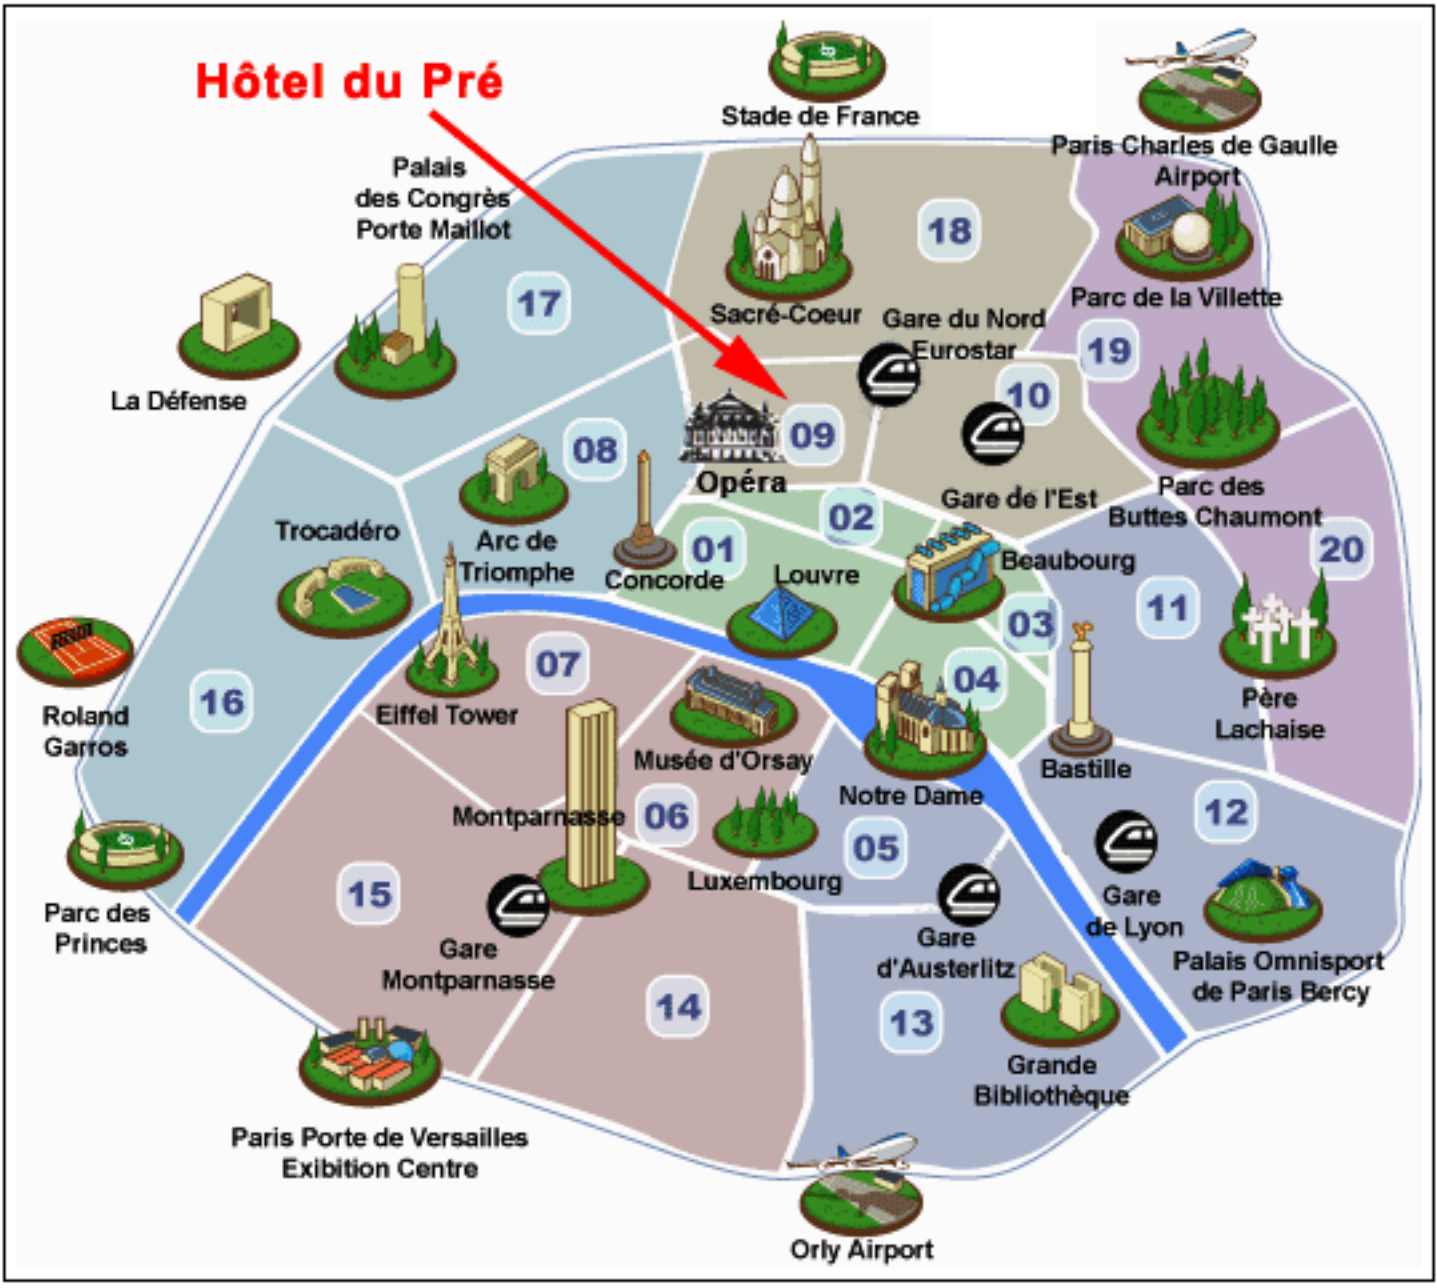 Hôtel du Pré
Stade de France
Paris Charles de Gaulle
Airport
Palais
des Congrès
Porte Maillot
18
17
Parc de la Villette
Sacré-Coeur
Gare du Nord
Eurostar
19
La Défense
10
09
08
Opéra
Parc des
Buttes Chaumont
Gare de l'Est
02
Trocadéro
Arc de
Triomphe
01
Concorde
Louvre
Beaubourg
20
11
03
07
04
16
Roland
Garros
Eiffel Tower
Musée d'Orsay
Père
Lachaise
Bastille
Notre Dame
Montparnasse
06
12
05
Luxembourg
15
Parc des
Princes
Gare
Montparnasse
Gare
d'Austerlitz
Gare
de Lyon
Palais Omnisport
de Paris Bercy
14
13
Grande
Bibliothèque
Paris Porte de Versailles
Exibition Centre
Orly Airport